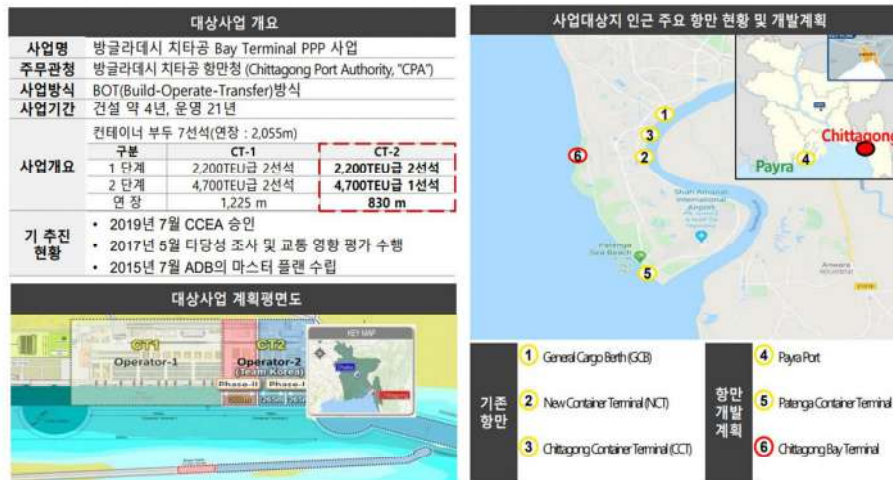 대상사업 개요
사업명 방글라데시 치타공 Bay Terminal PPP 사업
주무관청 방글라데시 치타공 항만청 (Chittagong Port Authority, "CPA")
사업방식 BOT(Build-Operate-Transfer)방식
사업기간 건설 약 4년, 운영 21년
사업개요
컨테이너 부두 7선석(연장 : 2,055m)
구분 CT-1 CT-2
1 단계 2,200TEU급 2선석 2,200TEU급 2선석
2 단계 4,700TEU급 2선석 4,700TEU급 1선석
연 장 1,225 m 830 m
기 추진
현황
• 2019년 7월 CCEA 승인
• 2017년 5월 타당성 조사 및 교통 영향 평가 수행
• 2015년 7월 ADB의 마스터 플랜 수립
대상사업 계획평면도
CT1 CT2
Operator-1 Operator-2
(Team Korea)
Phase-II Phase-I
KEY MAP
사업대상지 인근 주요 항만 현황 및 개발계획
1
3
2
6
5
Shah Amanat
International
Airport
Patenga
Sea Beach
Anwara
Chittagong
4
Payra
기존
항만
1 General Cargo Berth (GCB)
2 New Container Terminal (NCT)
3 Chittagong Container Terminal (CCT)
항만
개발
계획
4 Payra Port
5 Patenga Container Terminal
6 Chittagong Bay Terminal